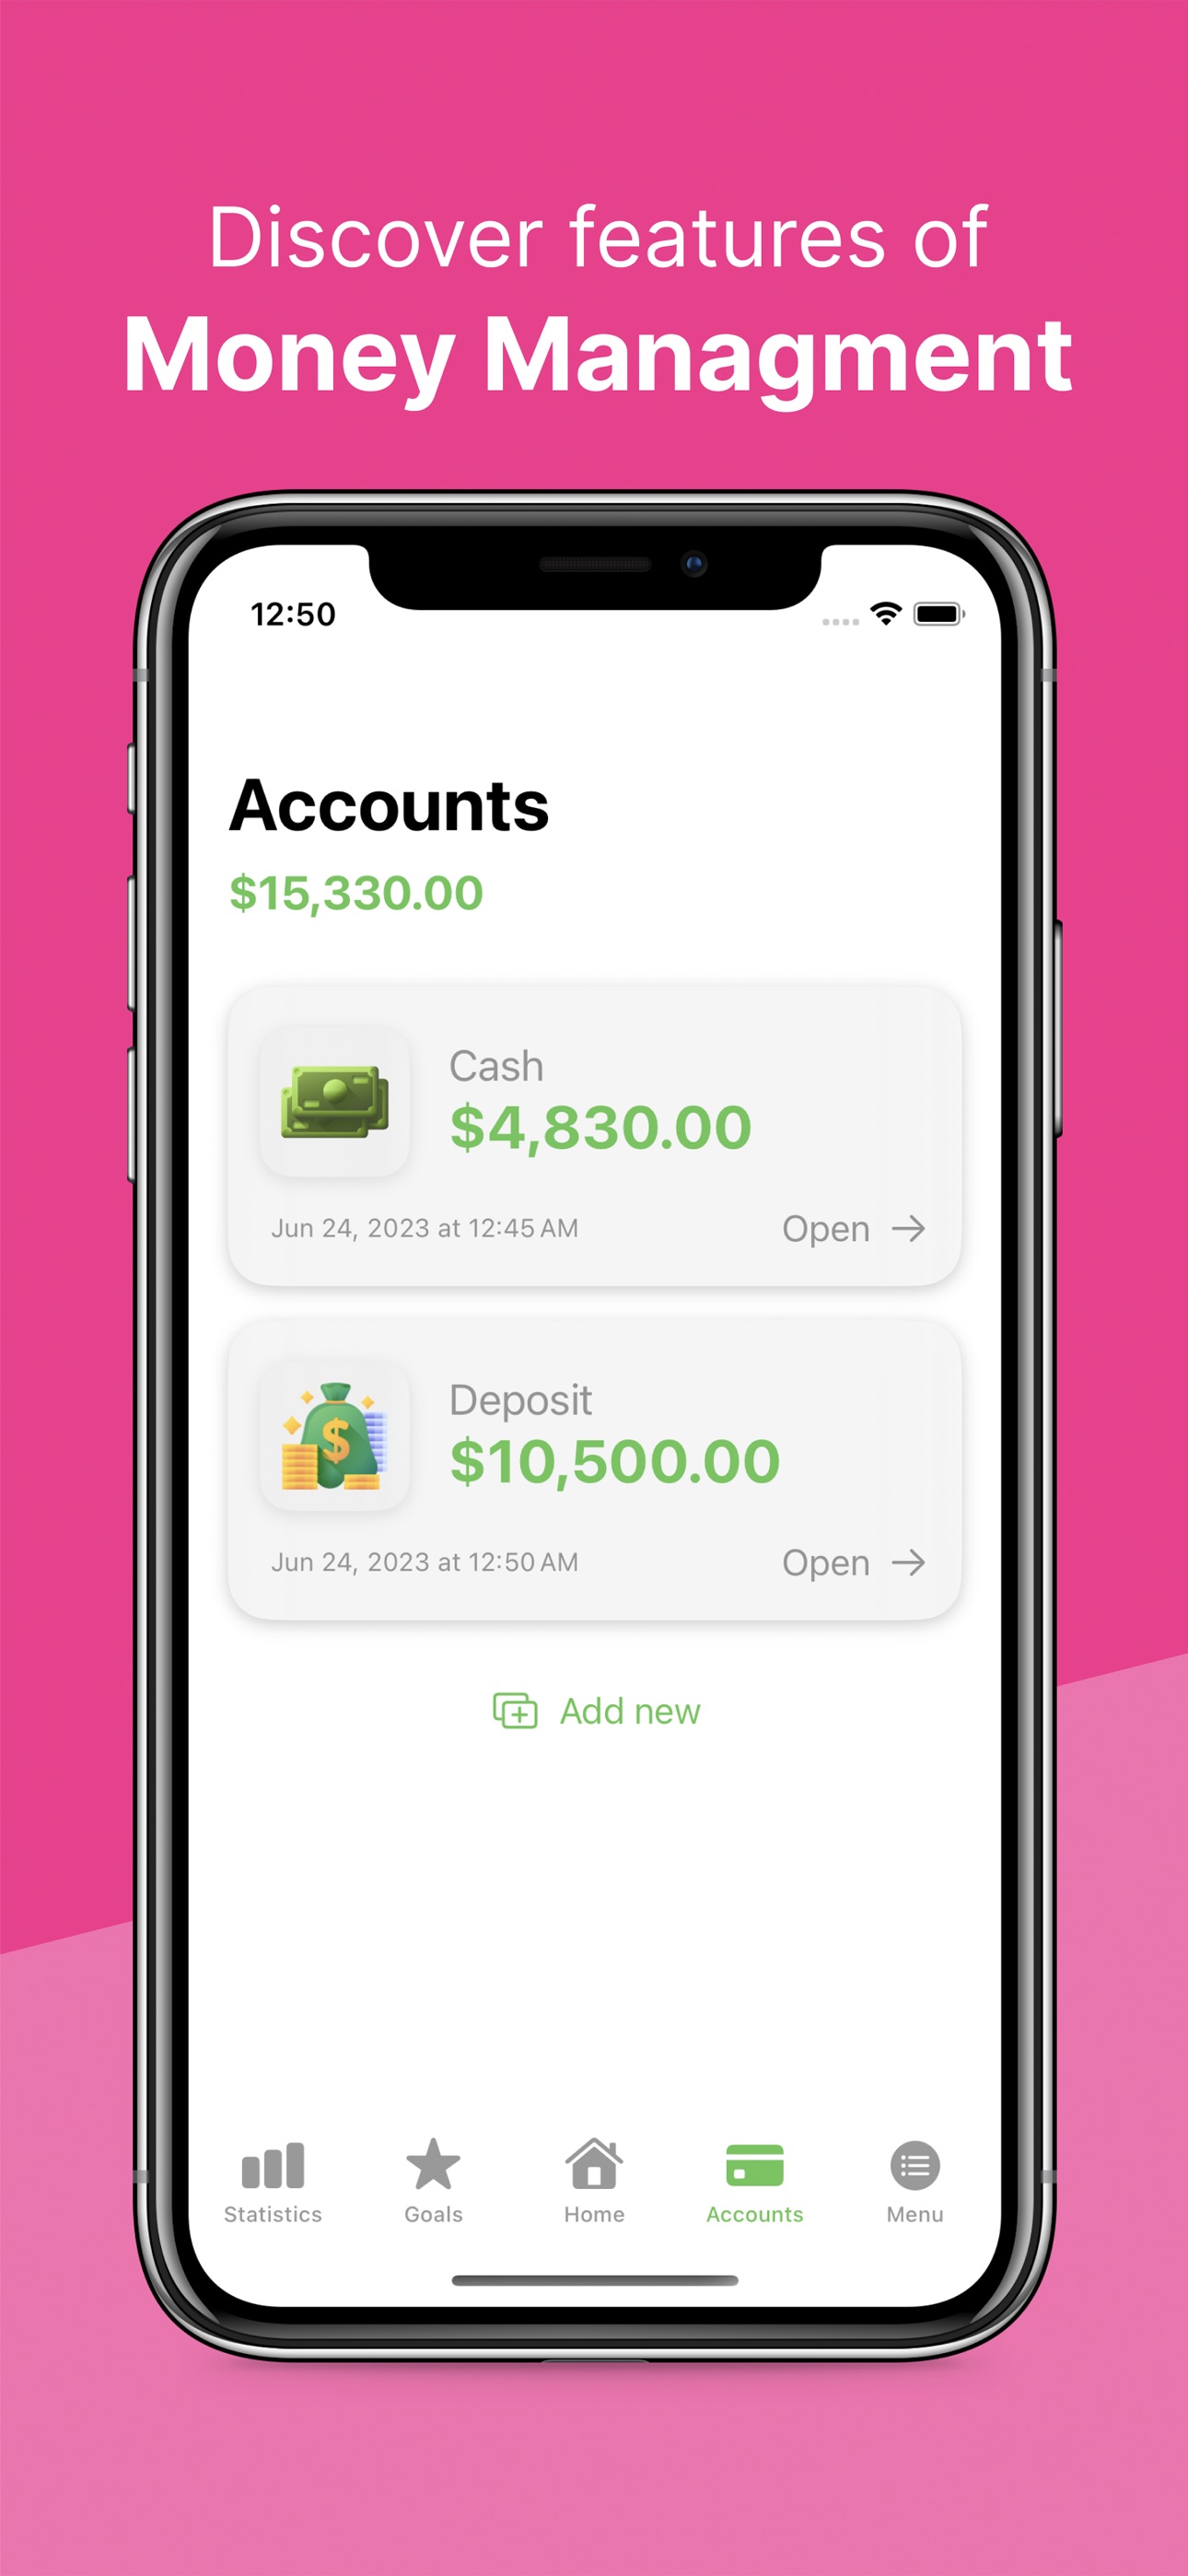 Discover features of
Money Managment
12:50
Accounts
$15,330.00
Cash
$4,830.00
Jun 24, 2023 at 12:45 AM
Open →
$
Deposit
$10,500.00
Jun 24, 2023 at 12:50 AM
Open →
Add new
Statistics Goals Home Accounts Menu